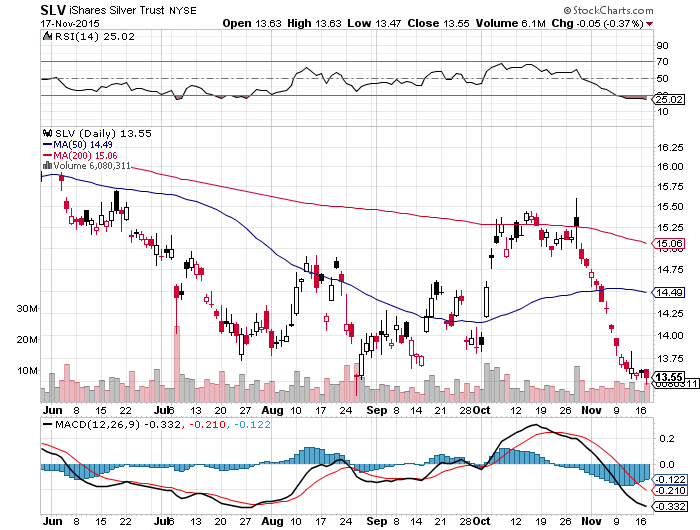 SLV iShares Silver Trust NYSE © StockCharts.com
17-Nov-2015 Open 13.63 High 13.63 Low 13.47 Close 13.55 Volume 6.1M Chg -0.05 (-0.37%)
RSI(14) 25.02
90
70
50
30
25.02
10
SLV (Daily) 13.55
MA(50) 14.49
MA(200) 15.06
Volume 6,080,311
16.25
16.00
15.75
15.50
15.25
15.06
15.00
14.75
14.49
14.25
14.00
13.75
13.55
6080311
30M
20M
10M
Jun 8 15 22 Jul 6 13 20 27 Aug 10 17 24 Sep 8 14 21 28 Oct 12 19 26 Nov 9 16
MACD(12,26,9) -0.332, -0.210, -0.122
0.2
0.0
-0.122
-0.210
-0.332
Jun 8 15 22 Jul 6 13 20 27 Aug 10 17 24 Sep 8 14 21 28 Oct 12 19 26 Nov 9 16